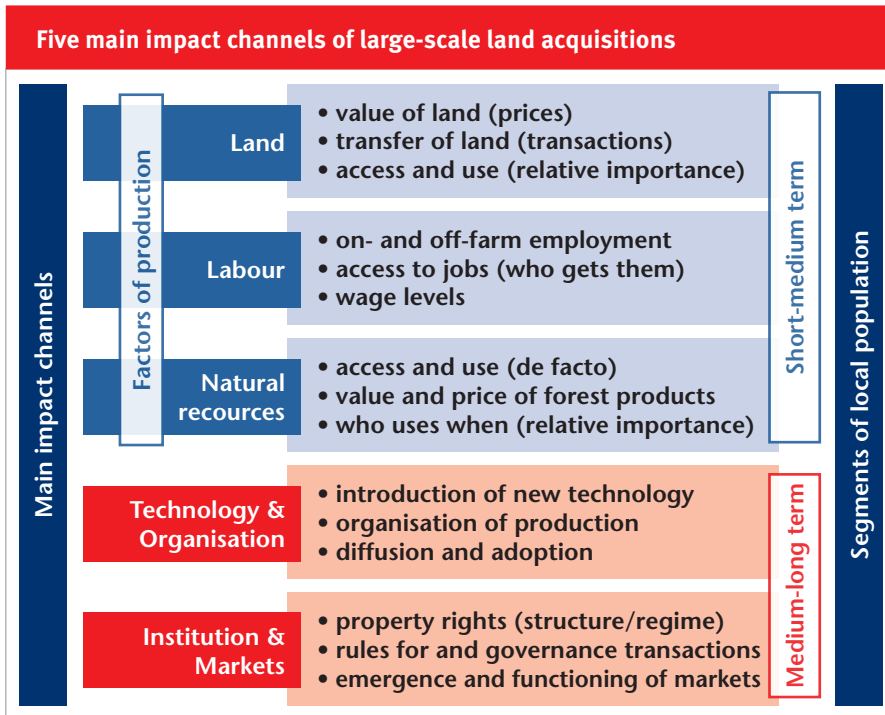 Five main impact channels of large-scale land acquisitions
Main impact channels
Factors of production
Land
• value of land (prices)
• transfer of land (transactions)
• access and use (relative importance)
Labour
• on- and off-farm employment
• access to jobs (who gets them)
• wage levels
Natural
recources
• access and use (de facto)
• value and price of forest products
• who uses when (relative importance)
Short-medium term
Technology &
Organisation
• introduction of new technology
• organisation of production
• diffusion and adoption
Institution &
Markets
• property rights (structure/regime)
• rules for and governance transactions
• emergence and functioning of markets
Medium-long term
Segments of local population